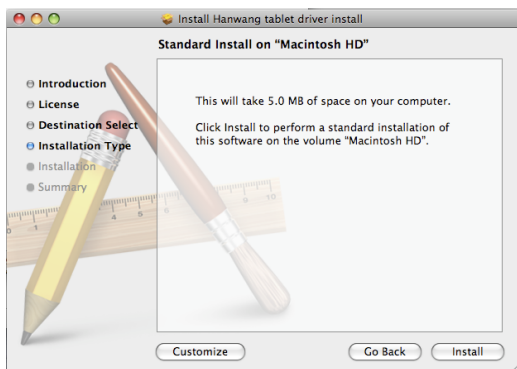 Install Hanwang tablet driver install
Standard Install on “Macintosh HD”
Introduction
License
Destination Select
Installation Type
Installation
Summary
This will take 5.0 MB of space on your computer.
Click Install to perform a standard installation of
this software on the volume “Macintosh HD”.
Customize
Go Back
Install